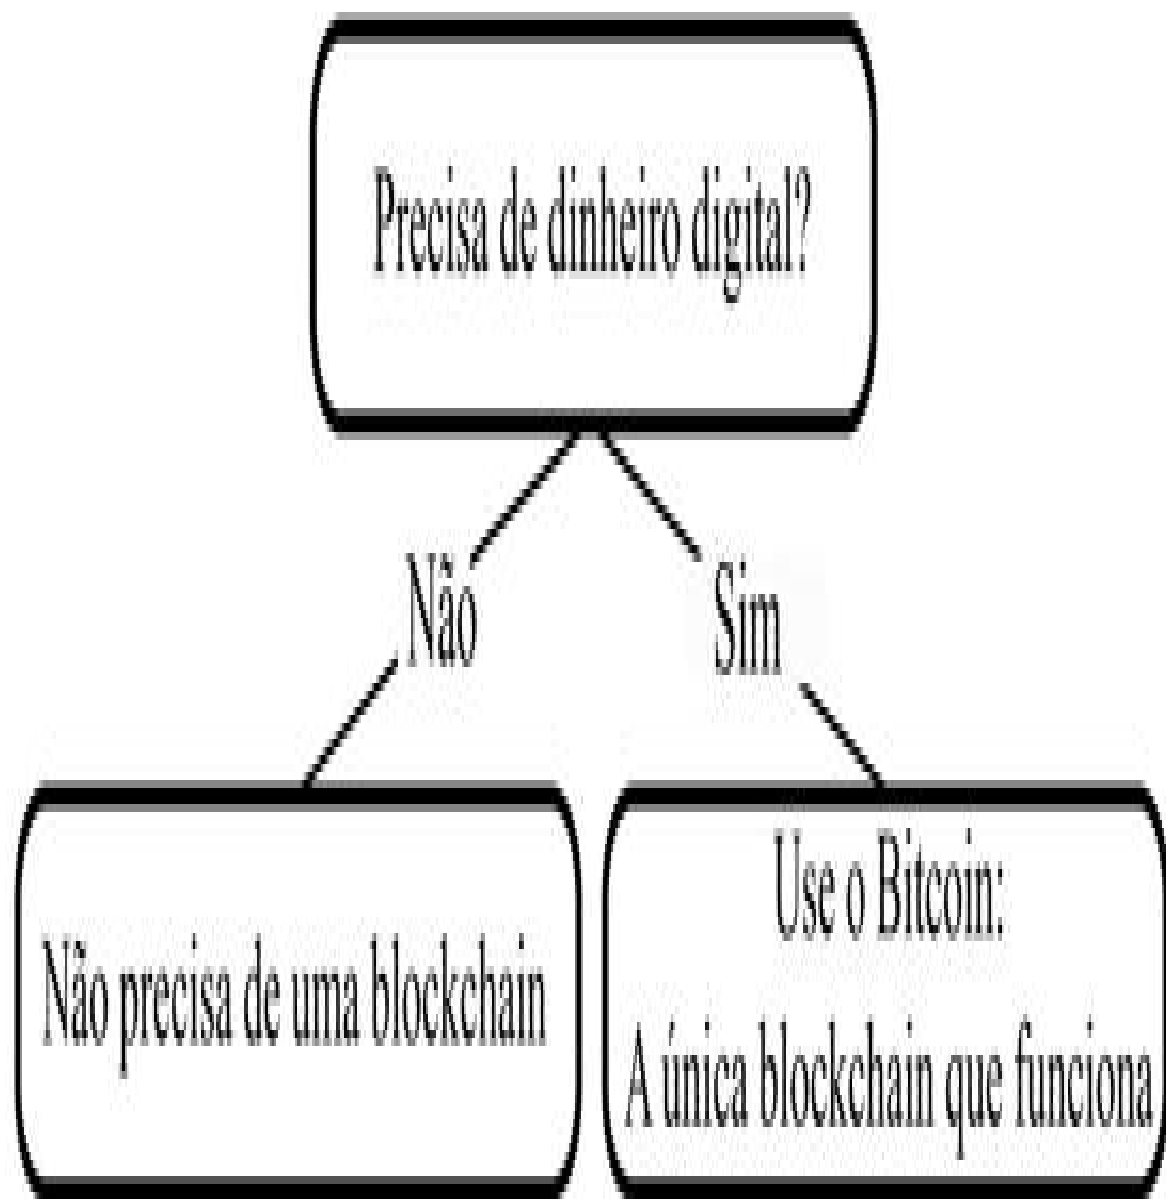 Precisa de dinheiro digital?
Não
Sim
Não precisa de uma blockchain
Use o Bitcoin:
A única blockchain que funciona